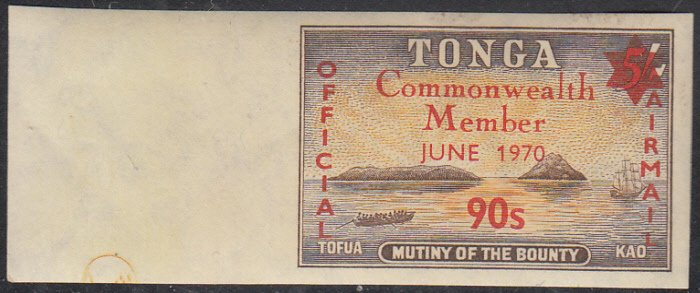 TONGA
5/-
Commonwealth
Member
JUNE 1970
OFFICIAL
AIRMAIL
90s
TOFUA
KAO
MUTINY OF THE BOUNTY